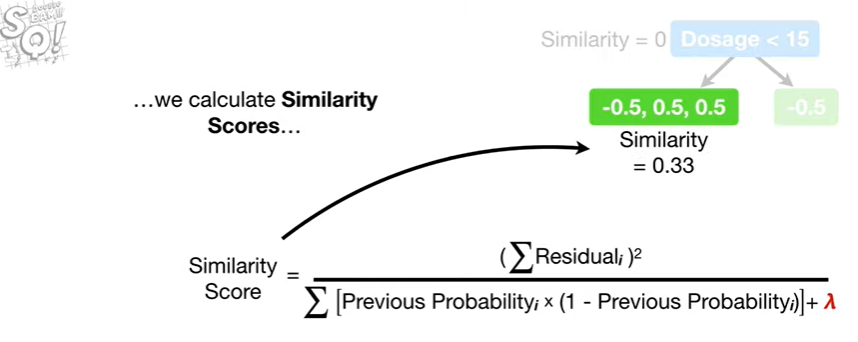 SQ!
Similarity = 0 Dosage < 15
…we calculate Similarity
Scores…
-0.5, 0.5, 0.5
-0.5
Similarity
= 0.33
Similarity
Score
=
(∑Residualᵢ)²
∑ [Previous Probabilityᵢ × (1 - Previous Probabilityᵢ)]+ λ